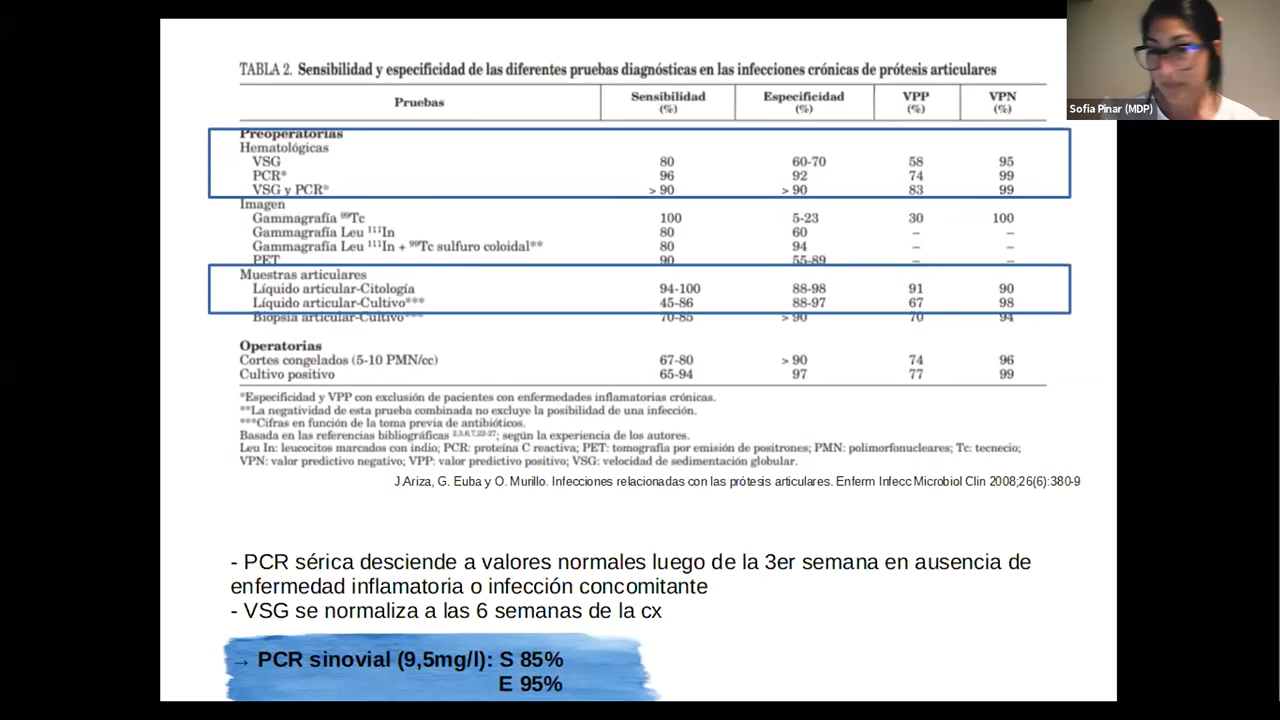 TABLA 2. Sensibilidad y especificidad de las diferentes pruebas diagnósticas en las infecciones crónicas de prótesis articulares
Pruebas Sensibilidad (%) Especificidad (%) VPP (%) VPN (%)
Preoperatorias
Hematológicas
VSG 80 60-70 58 95
PCR* 96 92 74 99
VSG y PCR* > 90 > 90 83 99
Imagen
Gammagrafía 99Tc 100 5-23 30 100
Gammagrafía Leu 111In 80 60 – –
Gammagrafía Leu 111In + 99Tc sulfuro coloidal** 80 94 – –
PET 90 55-89 – –
Muestras articulares
Líquido articular-Citología 94-100 88-98 91 90
Líquido articular-Cultivo*** 45-86 88-97 67 98
Biopsia articular-Cultivo*** 70-85 > 90 70 94
Operatorias
Cortes congelados (5-10 PMN/cc) 67-80 > 90 74 96
Cultivo positivo 65-94 97 77 99
*Especificidad y VPP con exclusión de pacientes con enfermedades inflamatorias crónicas.
**La negatividad de esta prueba combinada no excluye la posibilidad de una infección.
***Cifras en función de la toma previa de antibióticos.
Basada en las referencias bibliográficas 2,3,6,7,22-27; según la experiencia de los autores.
Leu In: leucocitos marcados con indio; PCR: proteína C reactiva; PET: tomografía por emisión de positrones; PMN: polimorfonucleares; Tc: tecnecio;
VPN: valor predictivo negativo; VPP: valor predictivo positivo; VSG: velocidad de sedimentación globular.
J.Ariza, G. Euba y O. Murillo. Infecciones relacionadas con las prótesis articulares. Enferm Infecc Microbiol Clin 2008;26(6):380-9
- PCR sérica desciende a valores normales luego de la 3er semana en ausencia de
enfermedad inflamatoria o infección concomitante
- VSG se normaliza a las 6 semanas de la cx
→ PCR sinovial (9,5mg/l): S 85%
E 95%
Sofia Pinar (MDP)